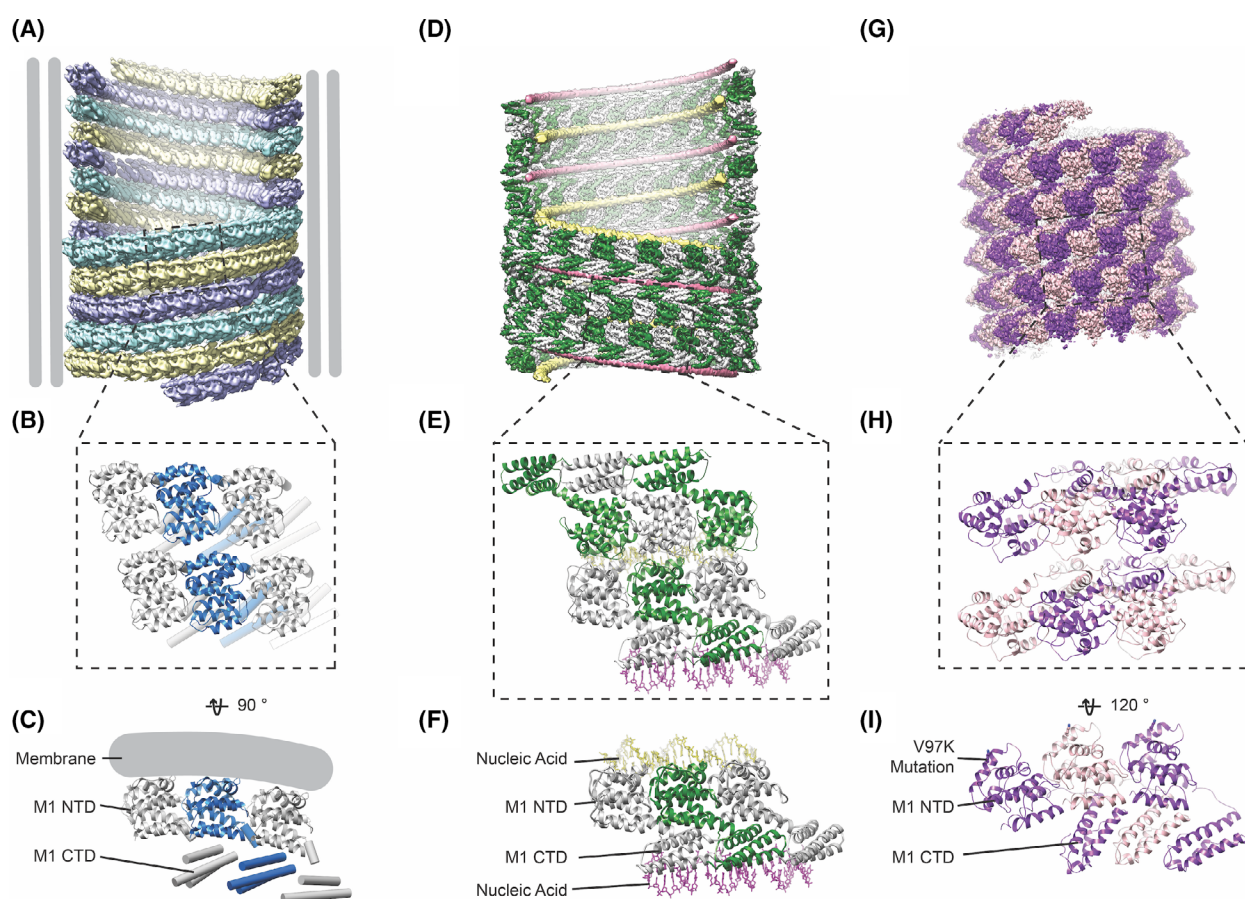 (A)
(D)
(G)
(B)
(E)
(H)
90 °
120 °
(C)
Membrane
M1 NTD
M1 CTD
(F)
Nucleic Acid
M1 NTD
M1 CTD
Nucleic Acid
(I)
V97K
Mutation
M1 NTD
M1 CTD